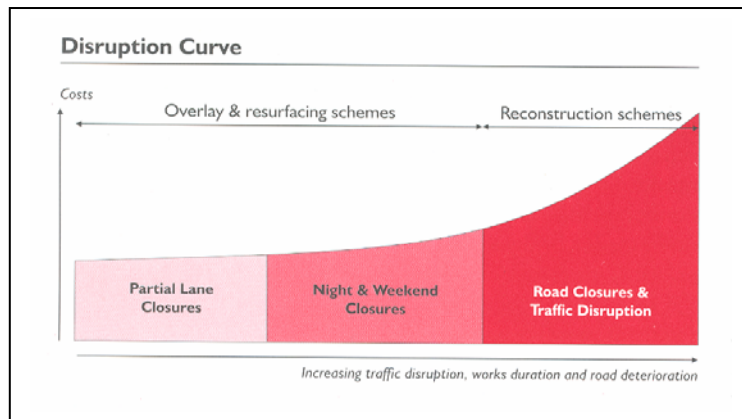 Disruption Curve
Costs
Overlay & resurfacing schemes
Reconstruction schemes
Partial Lane
Closures
Night & Weekend
Closures
Road Closures &
Traffic Disruption
Increasing traffic disruption, works duration and road deterioration